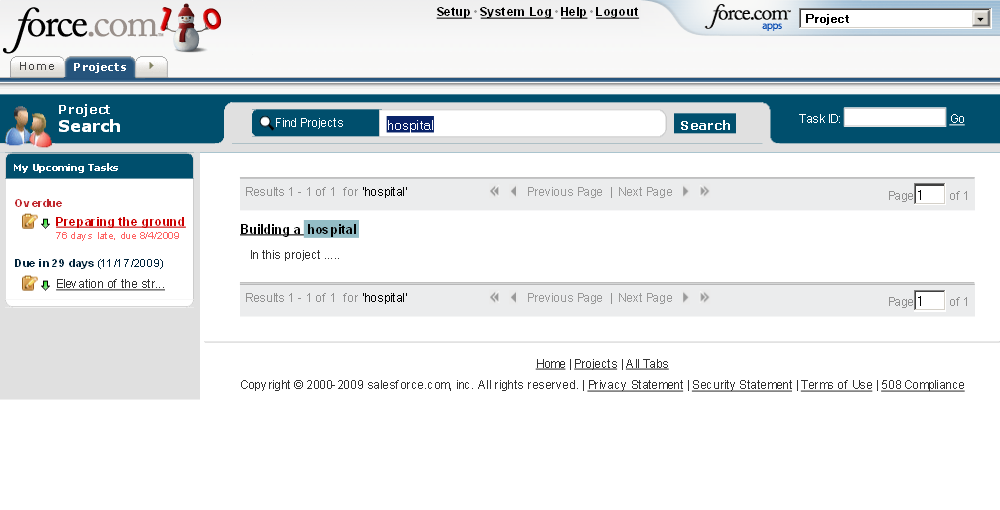 force.com 10
Setup · System Log · Help · Logout
force.com apps
Project
Home
Projects
Project
Search
Find Projects
hospital
Search
Task ID:
Go
My Upcoming Tasks
Overdue
Preparing the ground
76 days late, due 8/4/2009
Due in 29 days (11/17/2009)
Elevation of the str...
Results 1 - 1 of 1 for 'hospital'
Previous Page | Next Page
Page 1 of 1
Building a hospital
In this project .....
Results 1 - 1 of 1 for 'hospital'
Previous Page | Next Page
Page 1 of 1
Home | Projects | All Tabs
Copyright © 2000-2009 salesforce.com, inc. All rights reserved. | Privacy Statement | Security Statement | Terms of Use | 508 Compliance